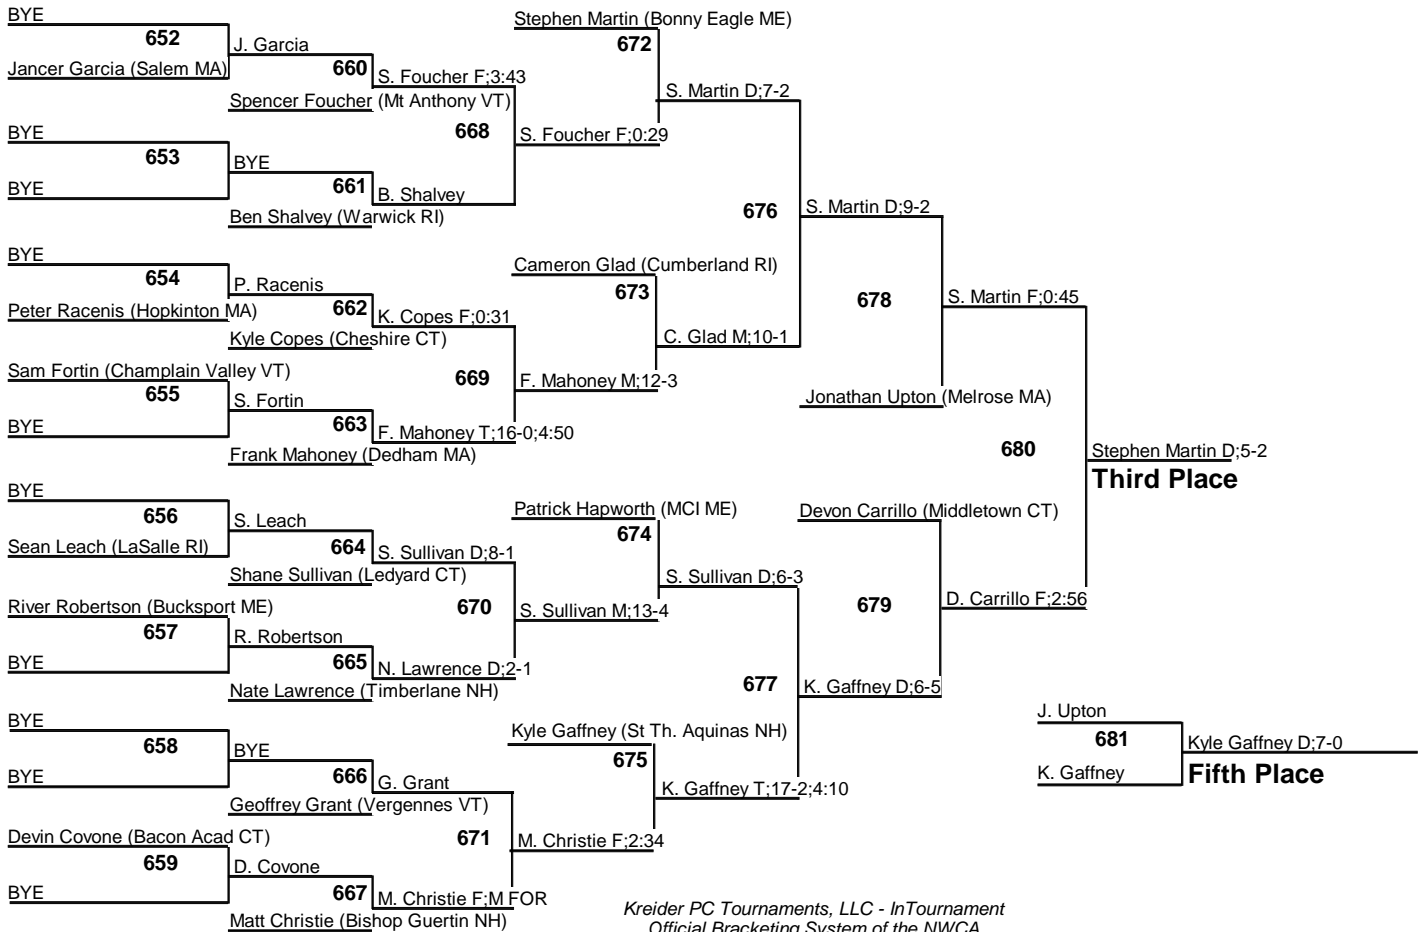 BYE
652
Jancer Garcia (Salem MA)
J. Garcia
660
Spencer Foucher (Mt Anthony VT)
S. Foucher F;3:43
BYE
653
BYE
BYE
661
Ben Shalvey (Warwick RI)
B. Shalvey
668
S. Foucher F;0:29
Stephen Martin (Bonny Eagle ME)
672
S. Martin D;7-2
BYE
654
Peter Racenis (Hopkinton MA)
P. Racenis
662
Kyle Copes (Cheshire CT)
K. Copes F;0:31
Sam Fortin (Champlain Valley VT)
655
BYE
S. Fortin
663
Frank Mahoney (Dedham MA)
F. Mahoney T;16-0;4:50
669
F. Mahoney M;12-3
Cameron Glad (Cumberland RI)
673
C. Glad M;10-1
676
S. Martin D;9-2
678
Jonathan Upton (Melrose MA)
S. Martin F;0:45
BYE
656
Sean Leach (LaSalle RI)
S. Leach
664
Shane Sullivan (Ledyard CT)
S. Sullivan D;8-1
River Robertson (Bucksport ME)
657
BYE
R. Robertson
665
Nate Lawrence (Timberlane NH)
N. Lawrence D;2-1
670
S. Sullivan M;13-4
Patrick Hapworth (MCI ME)
674
S. Sullivan D;6-3
BYE
658
BYE
BYE
666
Geoffrey Grant (Vergennes VT)
G. Grant
Devin Covone (Bacon Acad CT)
659
BYE
D. Covone
667
Matt Christie (Bishop Guertin NH)
M. Christie F;M FOR
671
M. Christie F;2:34
Kyle Gaffney (St Th. Aquinas NH)
675
K. Gaffney T;17-2;4:10
677
K. Gaffney D;6-5
Devon Carrillo (Middletown CT)
679
D. Carrillo F;2:56
680
Stephen Martin D;5-2
Third Place
J. Upton
681
K. Gaffney
Kyle Gaffney D;7-0
Fifth Place
Kreider PC Tournaments, LLC - InTournament
Official Bracketing System of the NWCA